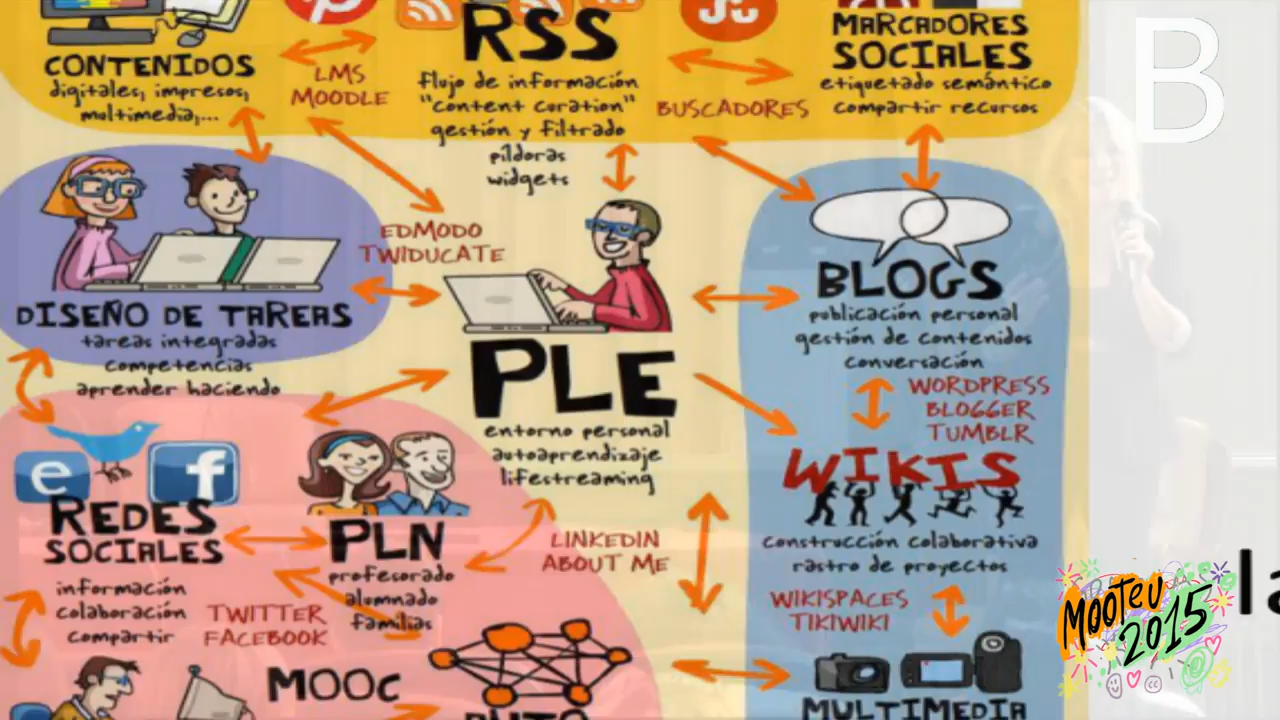 B
RSS
MARCADORES
SOCIALES
CONTENIDOS
digitales, impresos,
multimedia,...
LMS
MOODLE
flujo de información
"content curation"
gestión y filtrado
píldoras
widgets
BUSCADORES
etiquetado semántico
compartir recursos
EDMODO
TWIDUCATE
DISEÑO DE TAREAS
tareas integradas
competencias
aprender haciendo
BLOGS
publicación personal
gestión de contenidos
conversación
WORDPRESS
BLOGGER
TUMBLR
PLE
entorno personal
autoaprendizaje
lifestreaming
WIKIS
construcción colaborativa
rastro de proyectos
WIKISPACES
TIKIWIKI
e
f
REDES
SOCIALES
información
colaboración
compartir
TWITTER
FACEBOOK
PLN
profesorado
alumnado
familias
LINKEDIN
ABOUT ME
MOOC
MULTIMEDIA
MOOTEU
2015
la